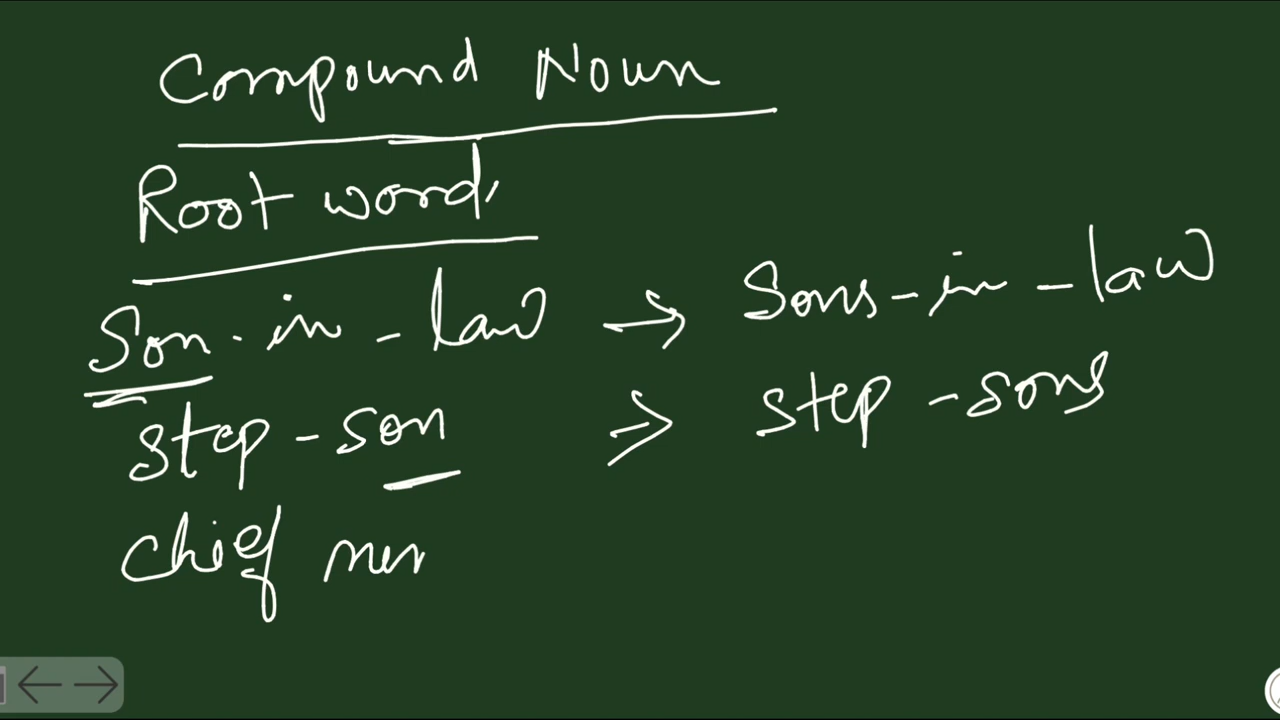 Compound Noun
Root word,
Son-in-law → Sons-in-law
Step-son ⇒ step-sons
Chief